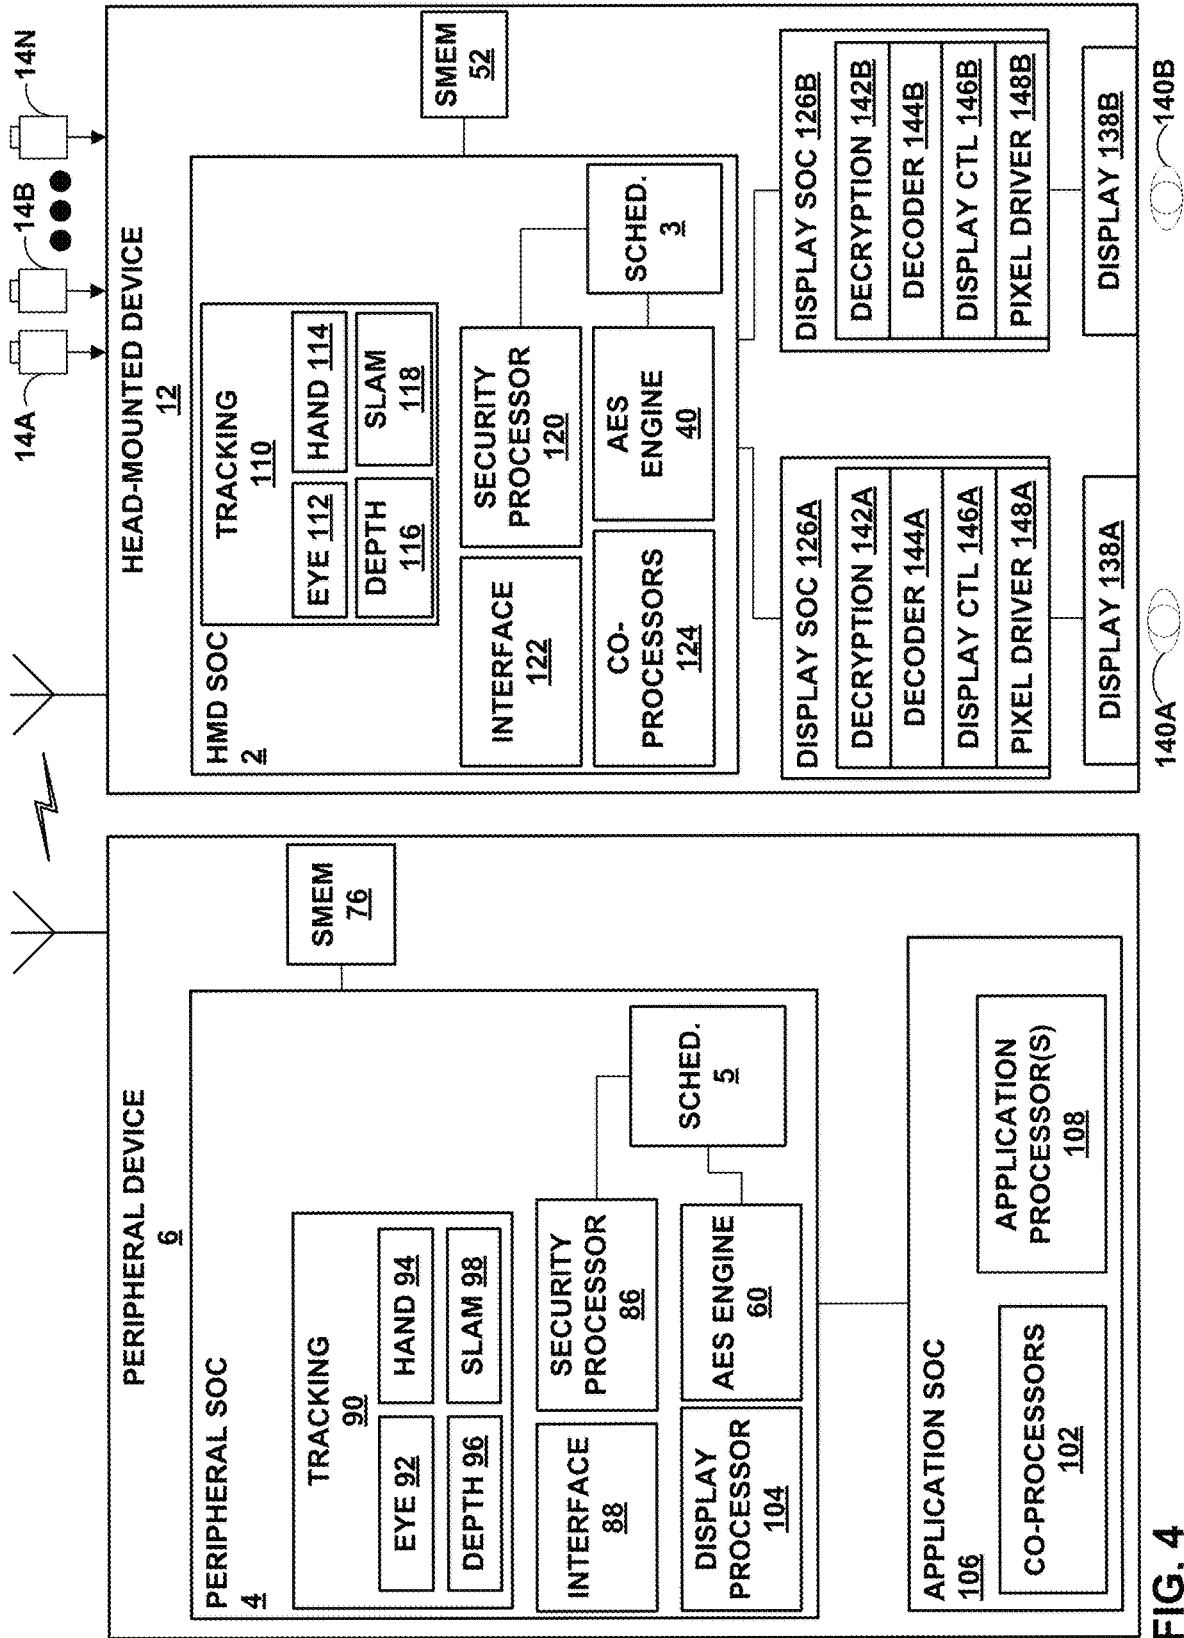 PERIPHERAL DEVICE
6
PERIPHERAL SOC
4
TRACKING
90
EYE 92
HAND 94
DEPTH 96
SLAM 98
INTERFACE
88
SECURITY
PROCESSOR
86
DISPLAY
PROCESSOR
104
AES ENGINE
60
SCHED.
5
SMEM
76
APPLICATION SOC
106
CO-PROCESSORS
102
APPLICATION
PROCESSOR(S)
108
14A
14B
14N
HEAD-MOUNTED DEVICE
12
HMD SOC
2
TRACKING
110
EYE 112
HAND 114
DEPTH
116
SLAM
118
INTERFACE
122
SECURITY
PROCESSOR
120
CO-
PROCESSORS
124
AES
ENGINE
40
SCHED.
3
SMEM
52
DISPLAY SOC 126A
DECRYPTION 142A
DECODER 144A
DISPLAY CTL 146A
PIXEL DRIVER 148A
DISPLAY 138A
140A
DISPLAY SOC 126B
DECRYPTION 142B
DECODER 144B
DISPLAY CTL 146B
PIXEL DRIVER 148B
DISPLAY 138B
140B
FIG. 4